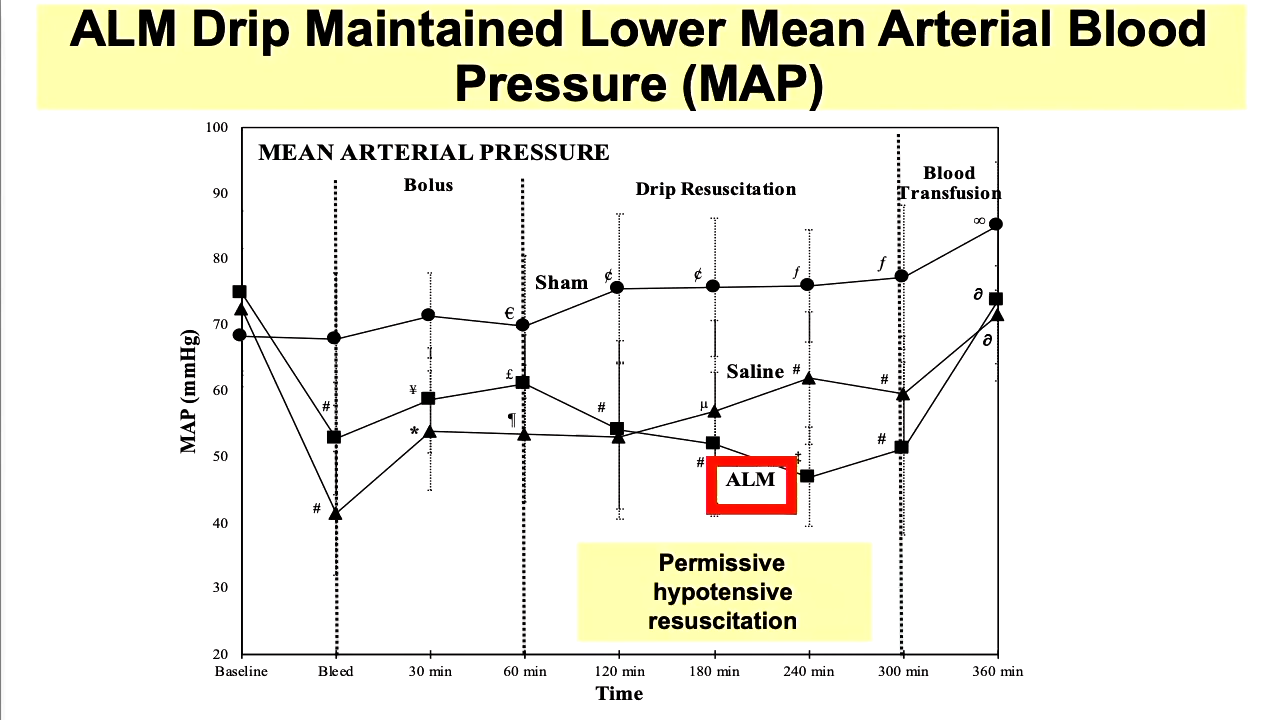 ALM Drip Maintained Lower Mean Arterial Blood
Pressure (MAP)
MEAN ARTERIAL PRESSURE
Bolus
Drip Resuscitation
Blood
Transfusion
100
90
80
70
60
50
40
30
20
MAP (mmHg)
Sham
Saline
ALM
# # * ¥ € £ ¶ ¢ # ¢ µ # ƒ # ‡ ƒ # # ∞ ∂ ∂
Permissive
hypotensive
resuscitation
Baseline Bleed 30 min 60 min 120 min 180 min 240 min 300 min 360 min
Time